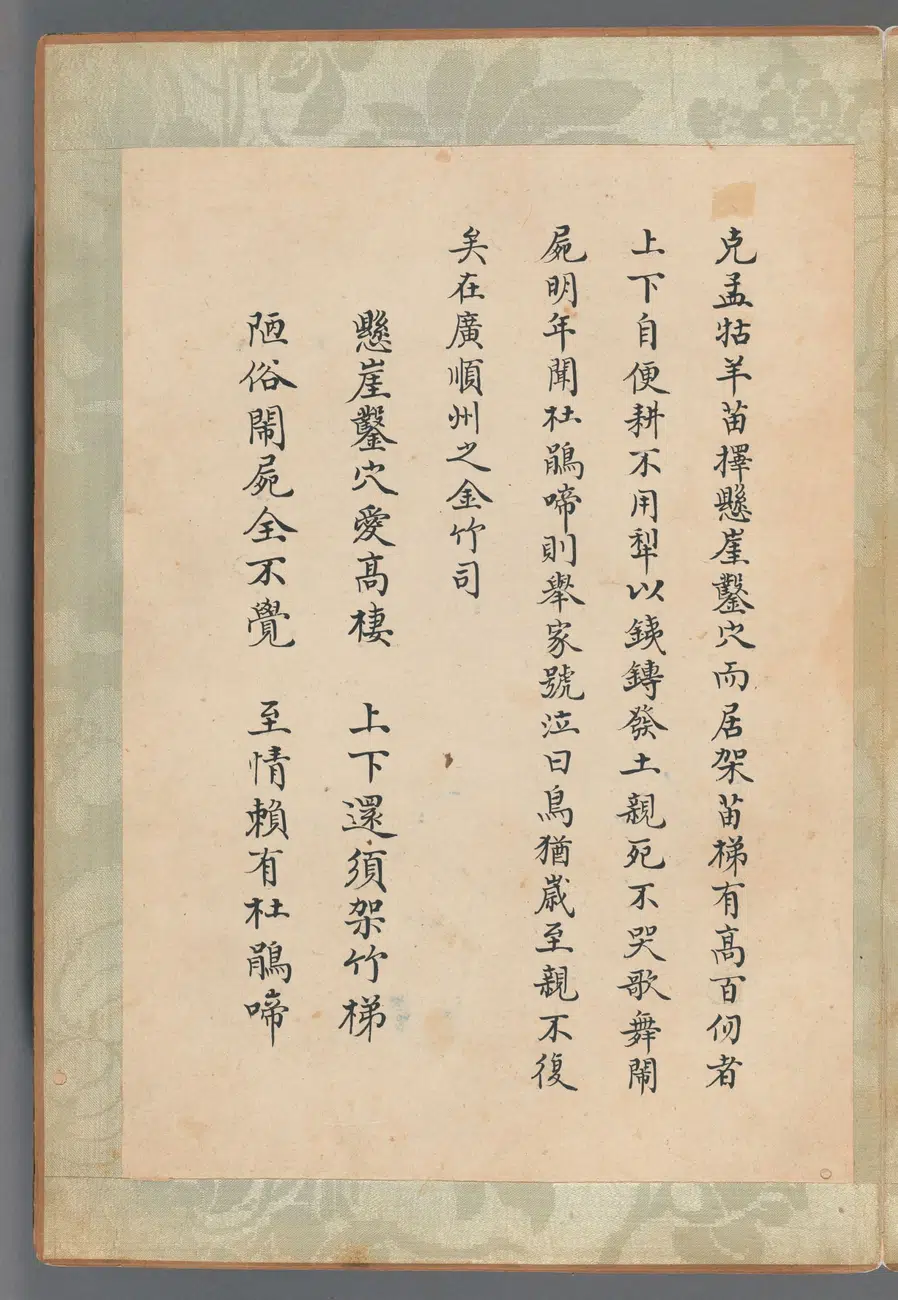 克孟牯羊苗擇懸崖鑿穴而居架苗梯有高百仞者
上下自便耕不用犁以銕鏄發土親死不哭歌舞鬧
屍明年聞杜鵑啼則舉家號泣曰鳥猶歲至親不復
矣在廣順州之金竹司
懸崖鑿穴愛高棲 上下還須架竹梯
陋俗鬧屍全不覺 至情賴有杜鵑啼